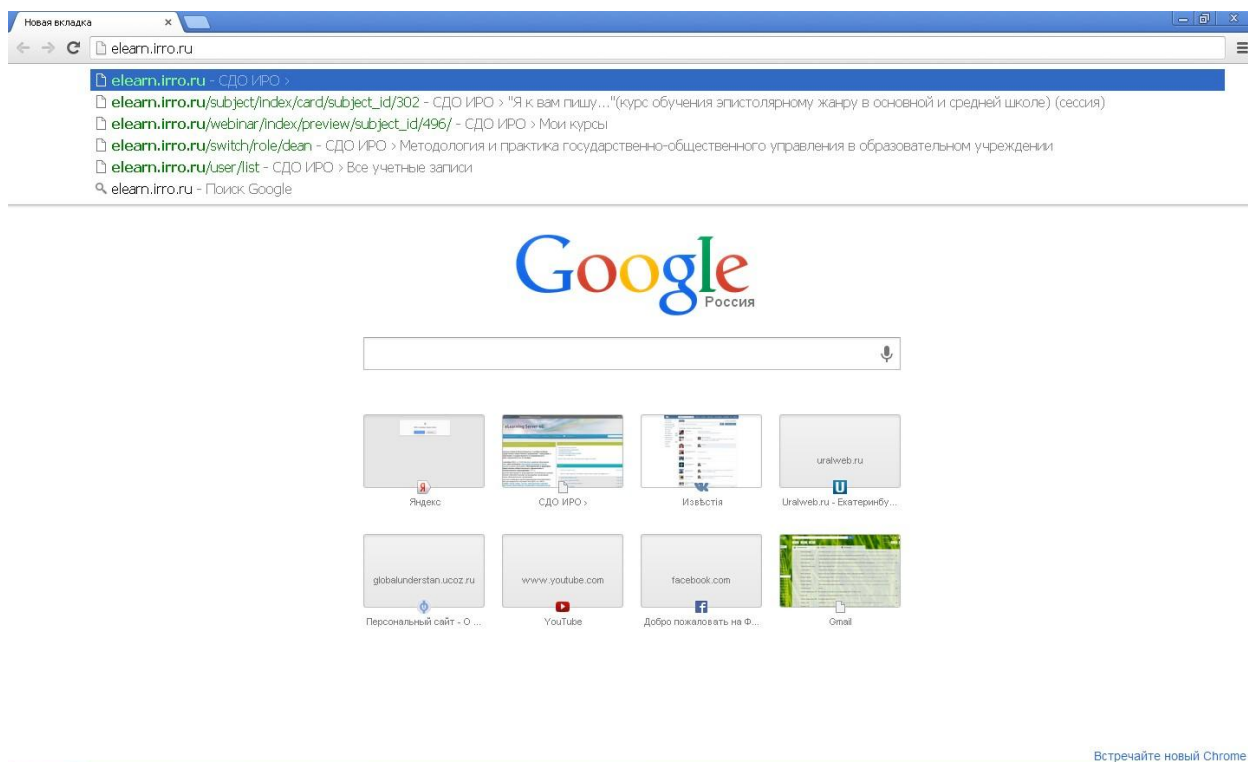 Новая вкладка
elearn.irro.ru
elearn.irro.ru - СДО ИРО >
elearn.irro.ru/subject/index/card/subject_id/302 - СДО ИРО > "Я к вам пишу..."(курс обучения эпистолярному жанру в основной и средней школе) (сессия)
elearn.irro.ru/webinar/index/preview/subject_id/496/ - СДО ИРО > Мои курсы
elearn.irro.ru/switch/role/dean - СДО ИРО > Методология и практика государственно-общественного управления в образовательном учреждении
elearn.irro.ru/user/list - СДО ИРО > Все учетные записи
elearn.irro.ru - Поиск Google
Google
Россия
uralweb.ru
Яндекс СДО ИРО > Извѣстія Uralweb.ru - Екатеринбу...
globalunderstan.ucoz.ru www.youtube.com facebook.com
Персональный сайт - О ... YouTube Добро пожаловать на Ф... Gmail
Встречайте новый Chrome